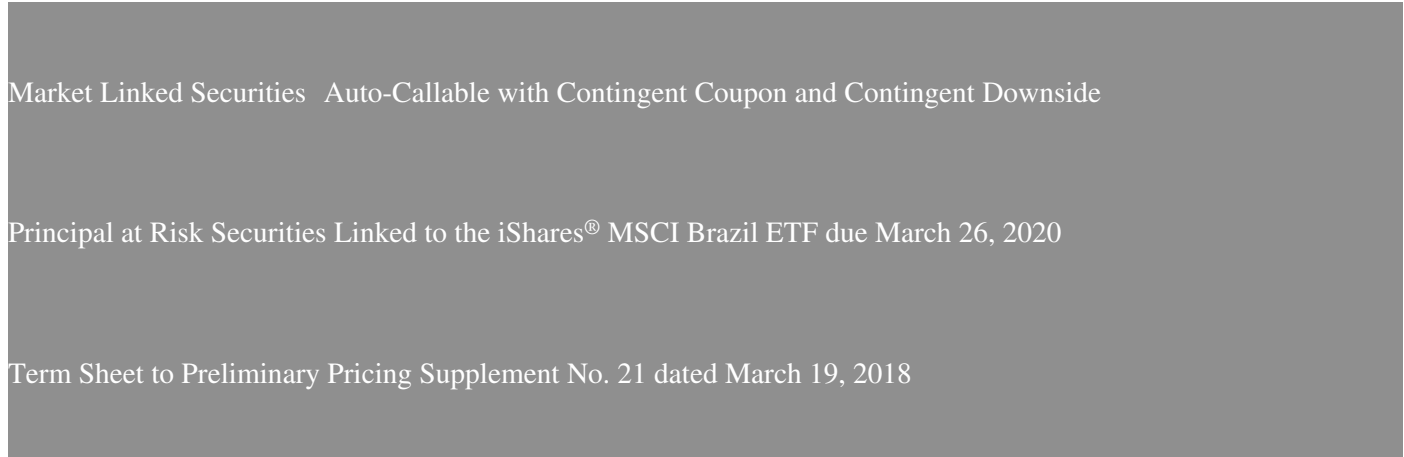 Market Linked Securities Auto-Callable with Contingent Coupon and Contingent Downside
Principal at Risk Securities Linked to the iShares® MSCI Brazil ETF due March 26, 2020
Term Sheet to Preliminary Pricing Supplement No. 21 dated March 19, 2018